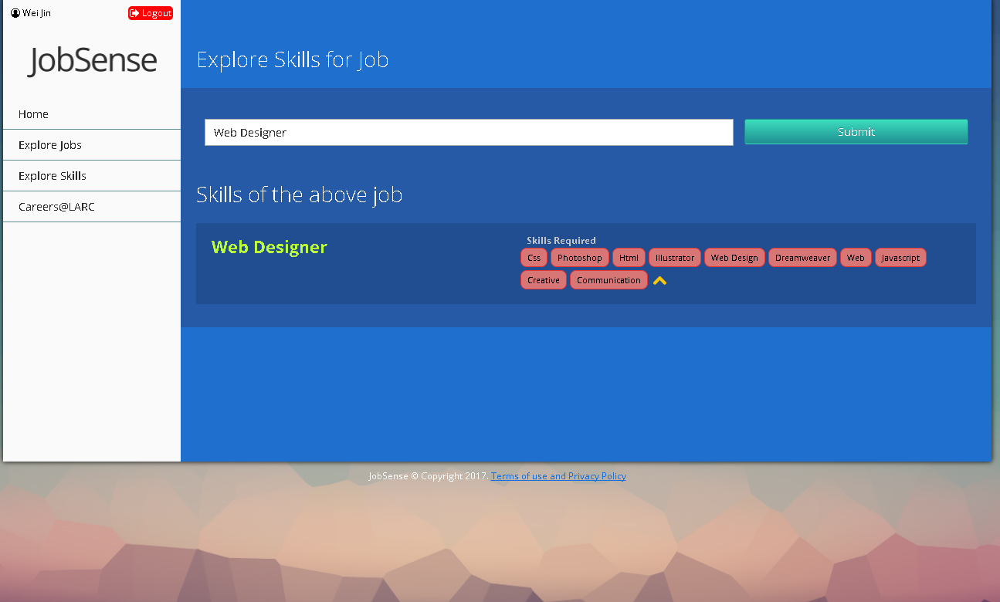 Wei Jin
Logout
JobSense
Home
Explore Jobs
Explore Skills
Careers@LARC
Explore Skills for Job
Web Designer
Submit
Skills of the above job
Web Designer
Skills Required
Css Photoshop Html Illustrator Web Design Dreamweaver Web Javascript
Creative Communication
JobSense © Copyright 2017. Terms of use and Privacy Policy